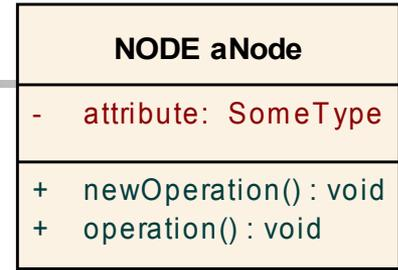 NODE aNode
- attribute: SomeType
+ newOperation() : void
+ operation() : void